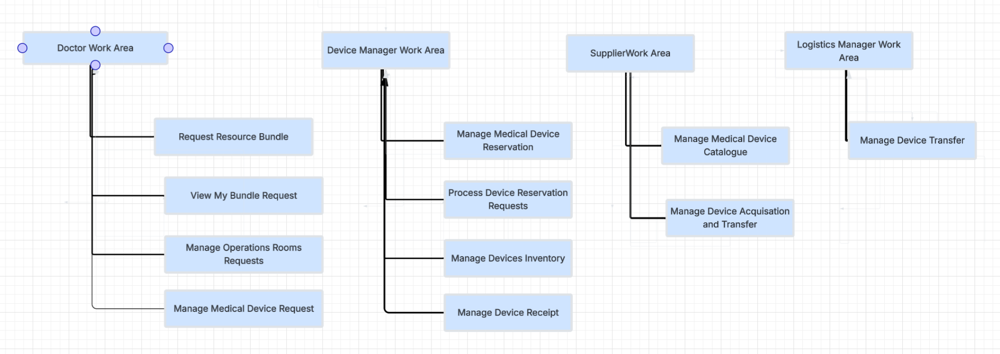 Doctor Work Area
Request Resource Bundle
View My Bundle Request
Manage Operations Rooms
Requests
Manage Medical Device Request
Device Manager Work Area
Manage Medical Device
Reservation
Process Device Reservation
Requests
Manage Devices Inventory
Manage Device Receipt
SupplierWork Area
Manage Medical Device
Catalogue
Manage Device Acquisation
and Transfer
Logistics Manager Work
Area
Manage Device Transfer